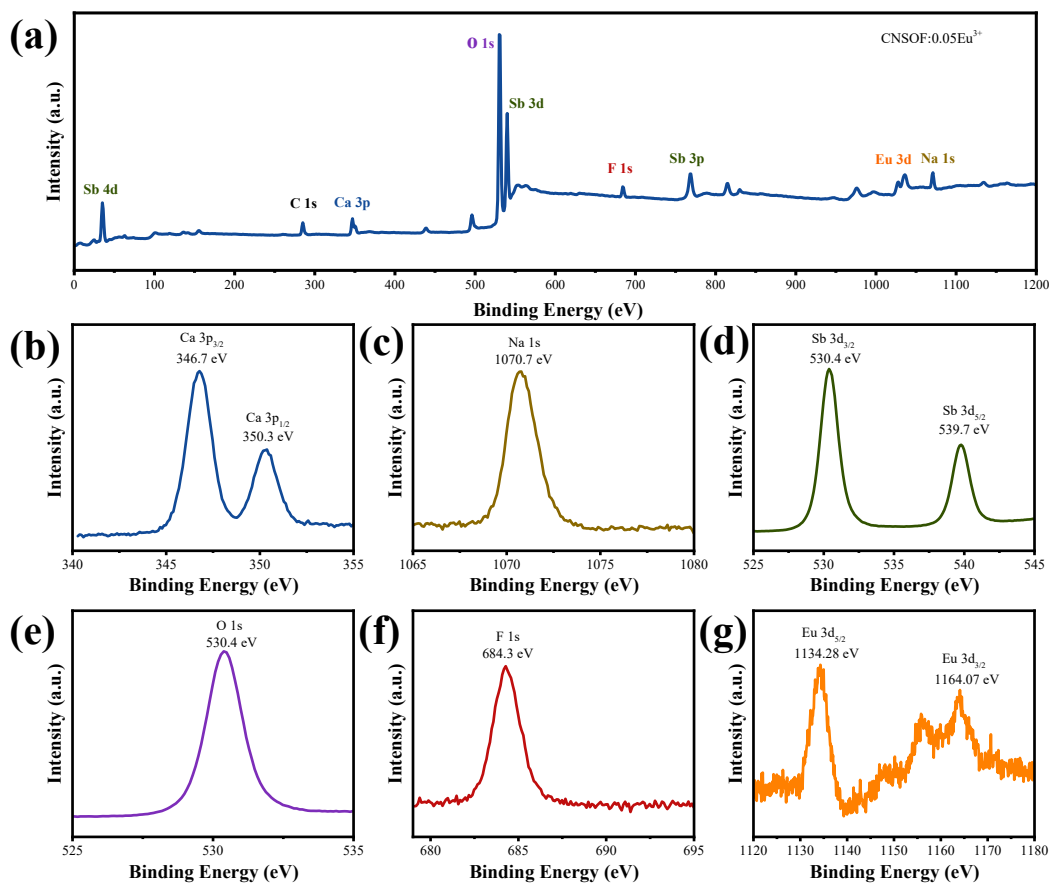 (a)
CNSOF:0.05Eu³⁺
O 1s
Sb 3d
Sb 4d
C 1s
Ca 3p
F 1s
Sb 3p
Eu 3d
Na 1s
Intensity (a.u.)
0 100 200 300 400 500 600 700 800 900 1000 1100 1200
Binding Energy (eV)
(b)
Ca 3p₃/₂
346.7 eV
Ca 3p₁/₂
350.3 eV
Intensity (a.u.)
340 345 350 355
Binding Energy (eV)
(c)
Na 1s
1070.7 eV
Intensity (a.u.)
1065 1070 1075 1080
Binding Energy (eV)
(d)
Sb 3d₃/₂
530.4 eV
Sb 3d₅/₂
539.7 eV
Intensity (a.u.)
525 530 535 540 545
Binding Energy (eV)
(e)
O 1s
530.4 eV
Intensity (a.u.)
525 530 535
Binding Energy (eV)
(f)
F 1s
684.3 eV
Intensity (a.u.)
680 685 690 695
Binding Energy (eV)
(g)
Eu 3d₅/₂
1134.28 eV
Eu 3d₃/₂
1164.07 eV
Intensity (a.u.)
1120 1130 1140 1150 1160 1170 1180
Binding Energy (eV)